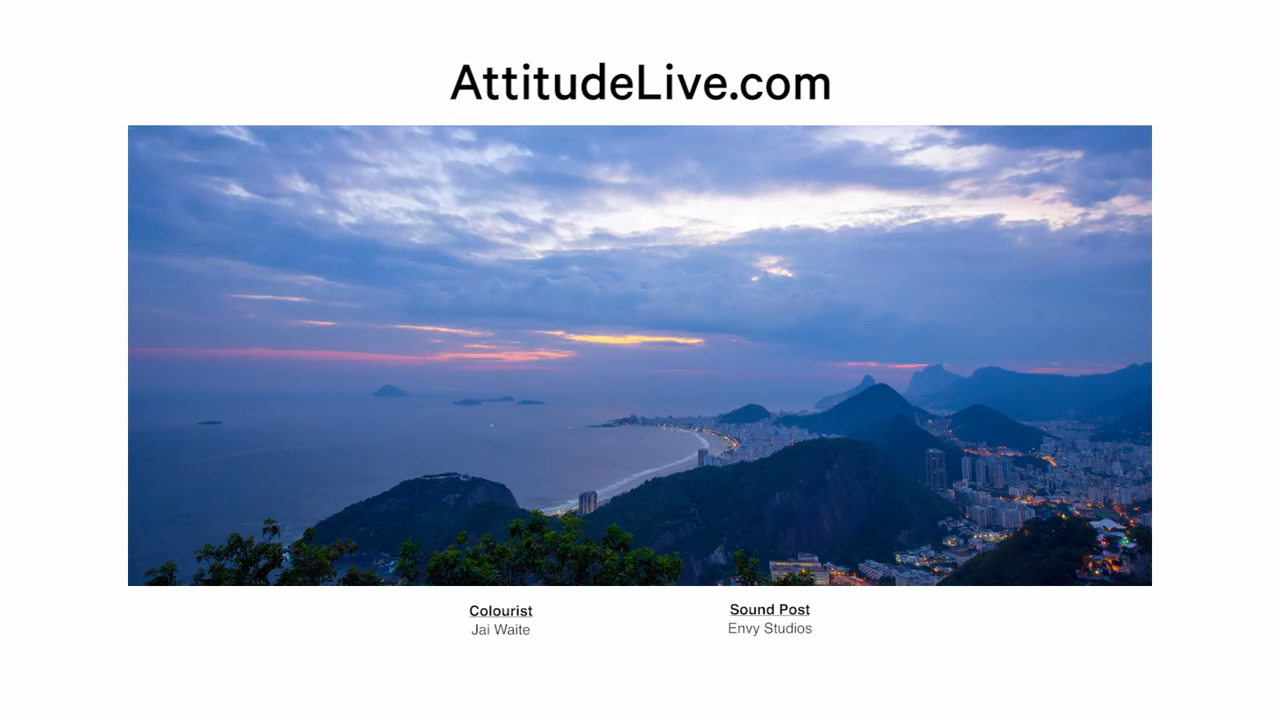 AttitudeLive.com
Colourist
Jai Waite
Sound Post
Envy Studios